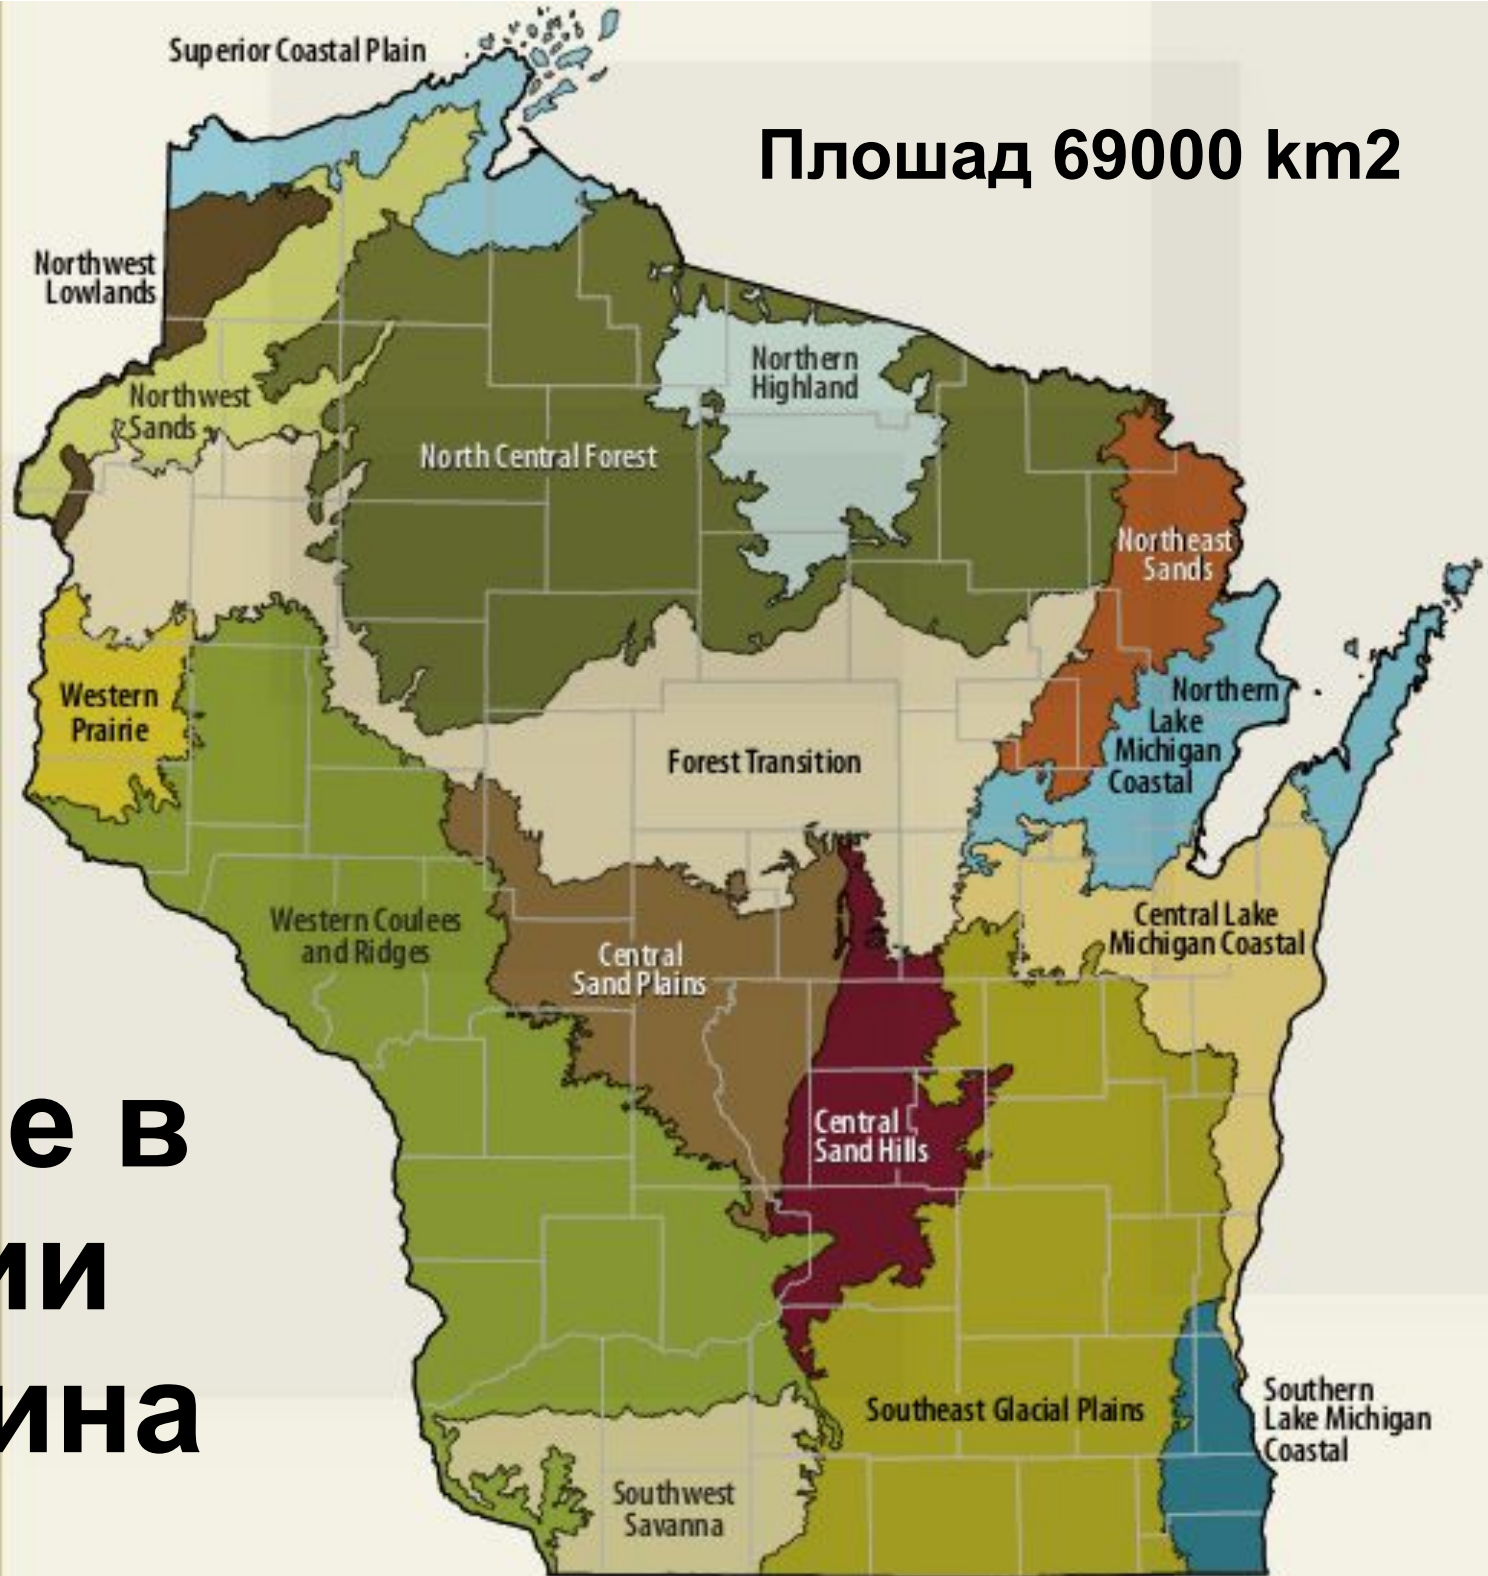 Superior Coastal Plain
Плошад 69000 km2
Northwest
Lowlands
Northern
Highland
Northwest
Sands
North Central Forest
Northeast
Sands
Western
Prairie
Northern
Lake
Michigan
Coastal
Forest Transition
Western Coulees
and Ridges
Central
Sand Plains
Central Lake
Michigan Coastal
е в
Central
Sand Hills
ии
ина
Southeast Glacial Plains
Southern
Lake Michigan
Coastal
Southwest
Savanna